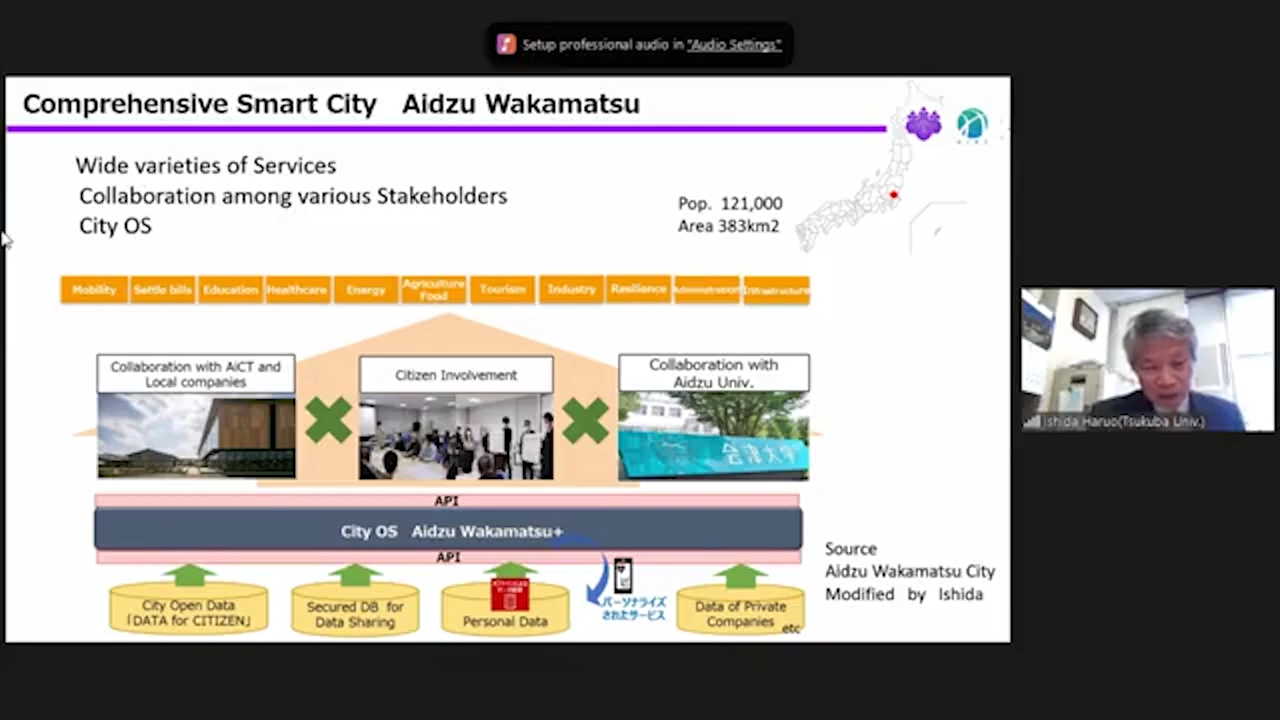 Setup professional audio in "Audio Settings"
Comprehensive Smart City Aidzu Wakamatsu
Wide varieties of Services
Collaboration among various Stakeholders
City OS
Pop. 121,000
Area 383km2
Mobility
Settle bills
Education
Healthcare
Energy
Agriculture
Food
Tourism
Industry
Resilience
Administration
Infrastructure
Collaboration with AiCT and
Local companies
Citizen Involvement
Collaboration with
Aidzu Univ.
会津大学
API
City OS Aidzu Wakamatsu+
API
City Open Data
「DATA for CITIZEN」
Secured DB for
Data Sharing
Personal Data
パーソナライズ
されたサービス
Data of Private
Companies
etc
Source
Aidzu Wakamatsu City
Modified by Ishida
Ishida Haruo(Tsukuba Univ.)